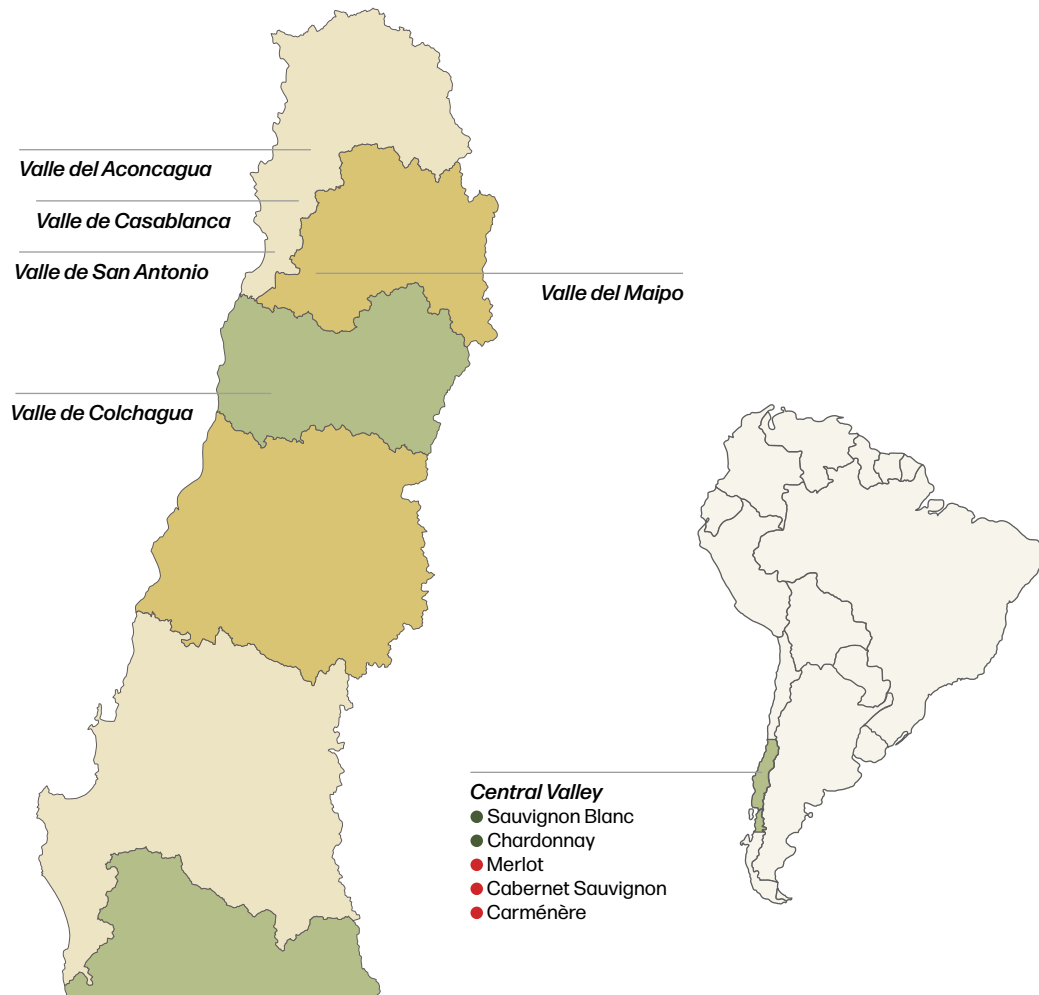 Valle del Aconcagua
Valle de Casablanca
Valle de San Antonio
Valle del Maipo
Valle de Colchagua
Central Valley
Sauvignon Blanc
Chardonnay
Merlot
Cabernet Sauvignon
Carménère